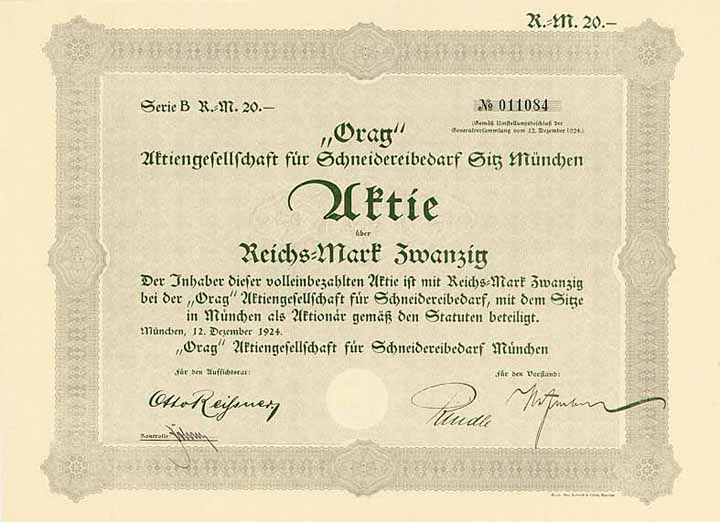 R.=M. 20.—
Serie B R.=M. 20.—
№ 011084
(Gemäß Umstellungsbeschluß der
Generalversammlung vom 12. Dezember 1924.)
„Orag“
Aktiengesellschaft für Schneidereibedarf Sitz München
Aktie
über
Reichs=Mark Zwanzig
Der Inhaber dieser volleinbezahlten Aktie ist mit Reichs=Mark Zwanzig
bei der „Orag“ Aktiengesellschaft für Schneidereibedarf, mit dem Sitze
in München als Aktionär gemäß den Statuten beteiligt.
München, 12. Dezember 1924.
„Orag“ Aktiengesellschaft für Schneidereibedarf München
Für den Aufsichtsrat:
Für den Vorstand:
Otto Reißner
Kontrolle